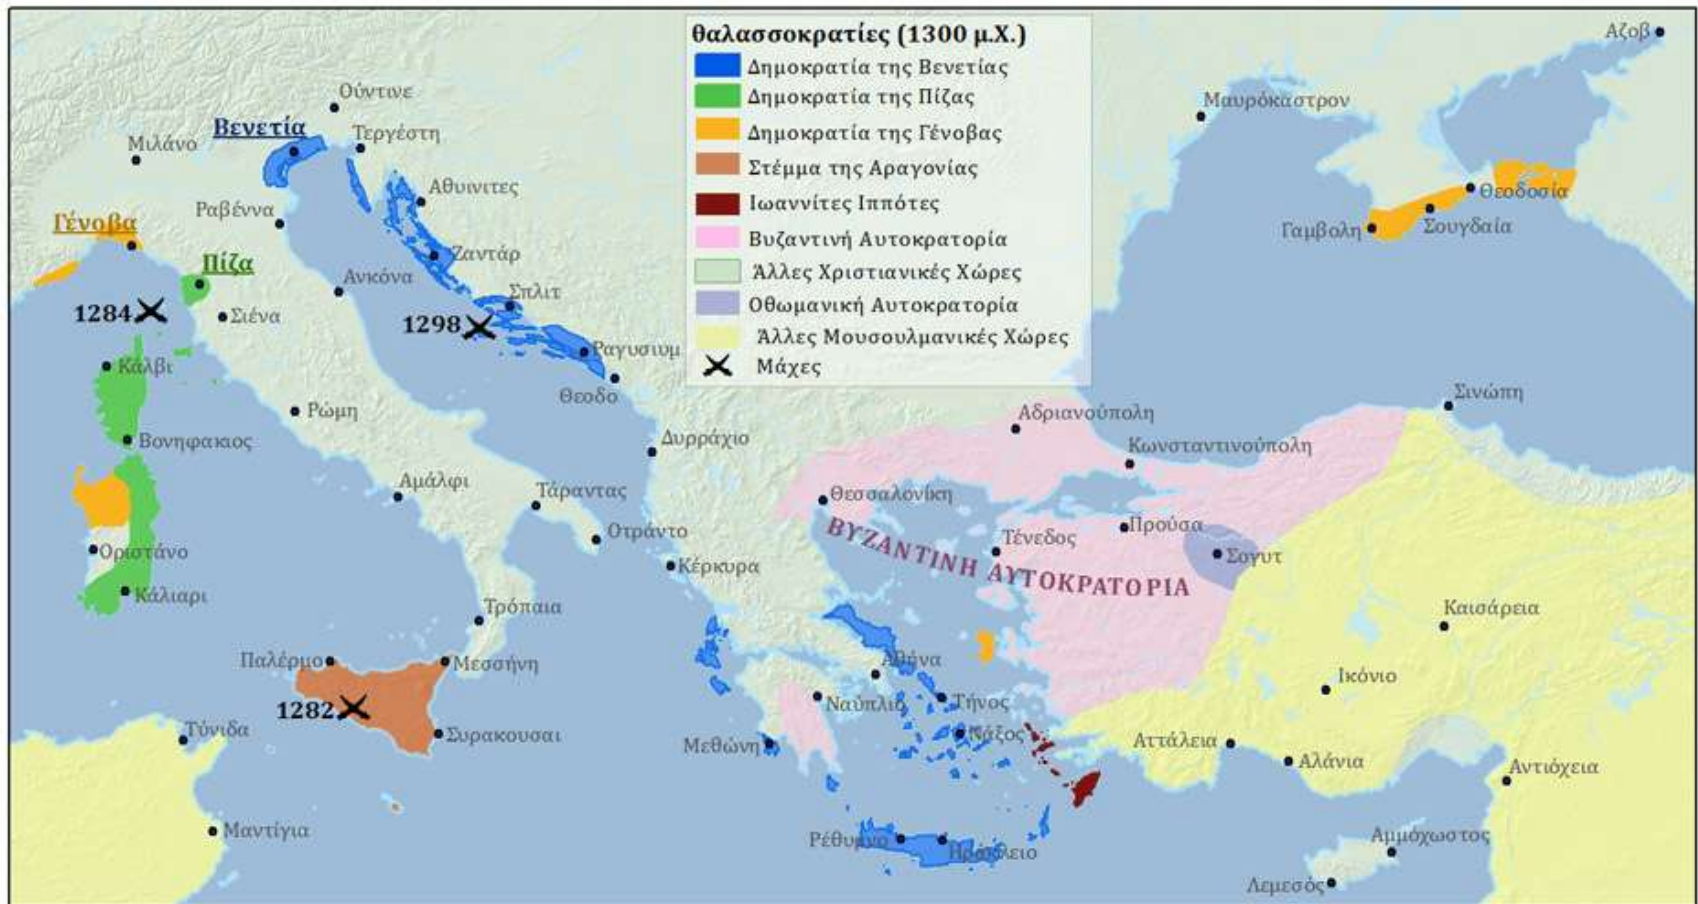 θαλασσοκρατίες (1300 μ.Χ.)
Δημοκρατία της Βενετίας
Δημοκρατία της Πίζας
Δημοκρατία της Γένοβας
Στέμμα της Αραγονίας
Ιωαννίτες Ιππότες
Βυζαντινή Αυτοκρατορία
Άλλες Χριστιανικές Χώρες
Οθωμανική Αυτοκρατορία
Άλλες Μουσουλμανικές Χώρες
Μάχες
Αζοβ
Ούντινε
Μαυρόκαστρον
Βενετία
Τεργέστη
Μιλάνο
Αθυινιτες
Θεοδοσία
Ραβέννα
Γένοβα
Σουγδαία
Γαμβολη
Ζαντάρ
Πίζα
Ανκόνα
Σπλιτ
1284
Σιένα
1298
Ραγυσιυμ
Κάλβι
Θεοδο
Σινώπη
Ρώμη
Αδριανούπολη
Βονηφακιος
Δυρράχιο
Κωνσταντινούπολη
Αμάλφι
Τάραντας
Θεσσαλονίκη
Προύσα
Οτράντο
Τένεδος
Οριστάνο
ΒΥΖΑΝΤΙΝΗ ΑΥΤΟΚΡΑΤΟΡΙΑ
Σογυτ
Κέρκυρα
Κάλιαρι
Τρόπαια
Καισάρεια
Παλέρμο
Μεσσήνη
Αθήνα
Ικόνιο
1282
Ναύπλιο
Τήνος
Τύνιδα
Συρακουσαι
Μεθώνη
Νάξος
Αττάλεια
Αλάνια
Αντιόχεια
Μαντίγια
Ρέθυμνο
Ηράκλειο
Αμμόχωστος
Λεμεσός